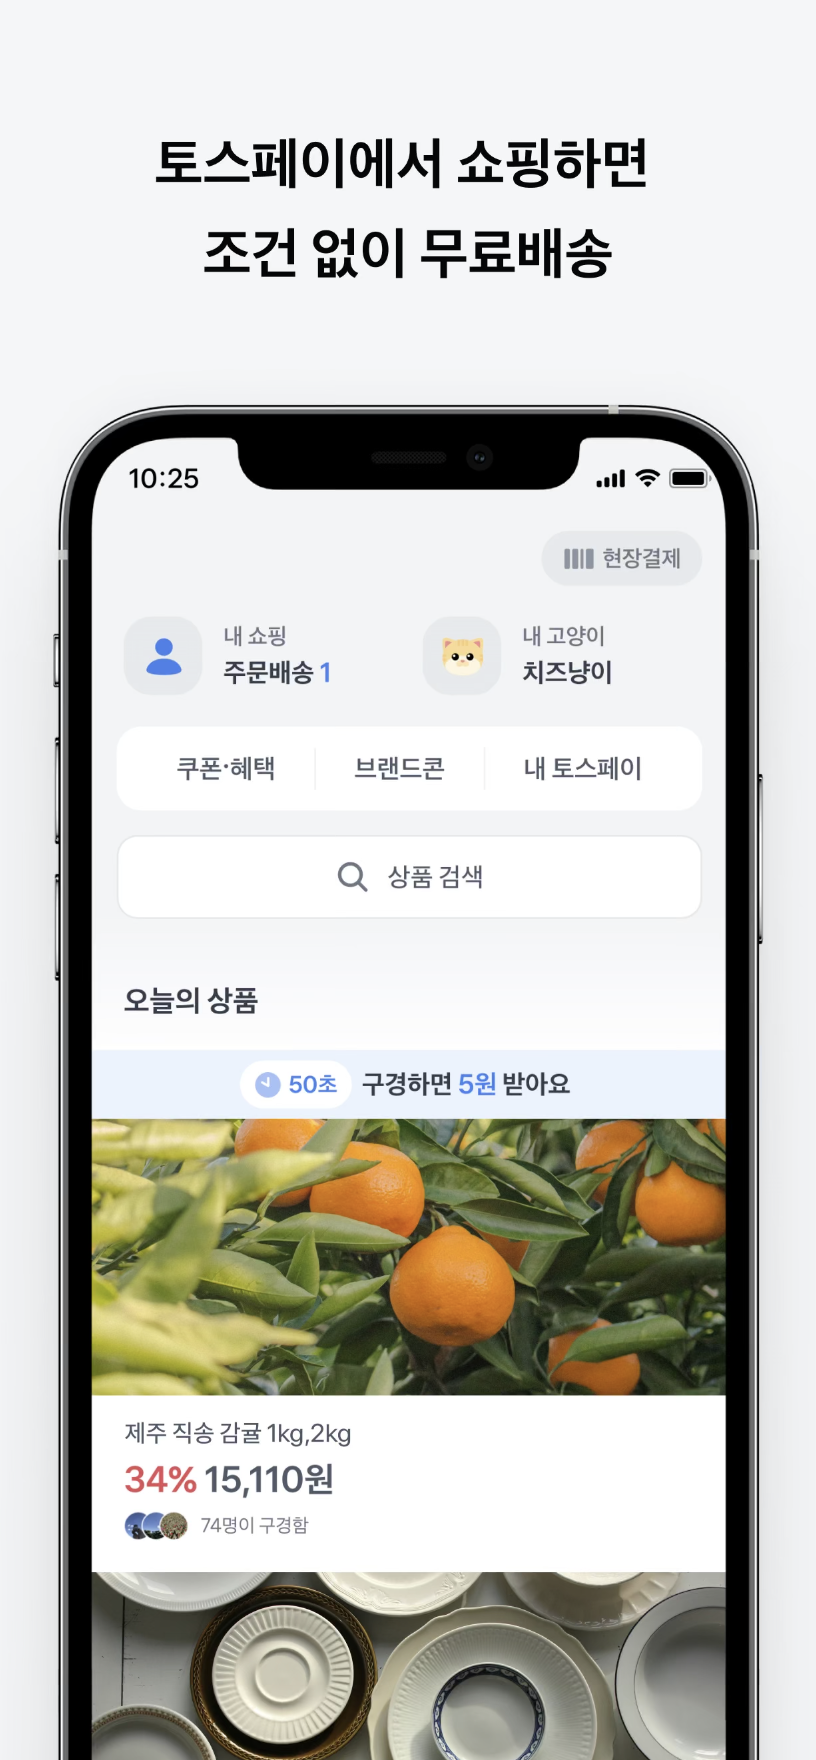 토스페이에서 쇼핑하면
조건 없이 무료배송
10:25
현장결제
내 쇼핑
주문배송 1
내 고양이
치즈냥이
쿠폰·혜택
브랜드콘
내 토스페이
상품 검색
오늘의 상품
50초 구경하면 5원 받아요
제주 직송 감귤 1kg,2kg
34% 15,110원
74명이 구경함